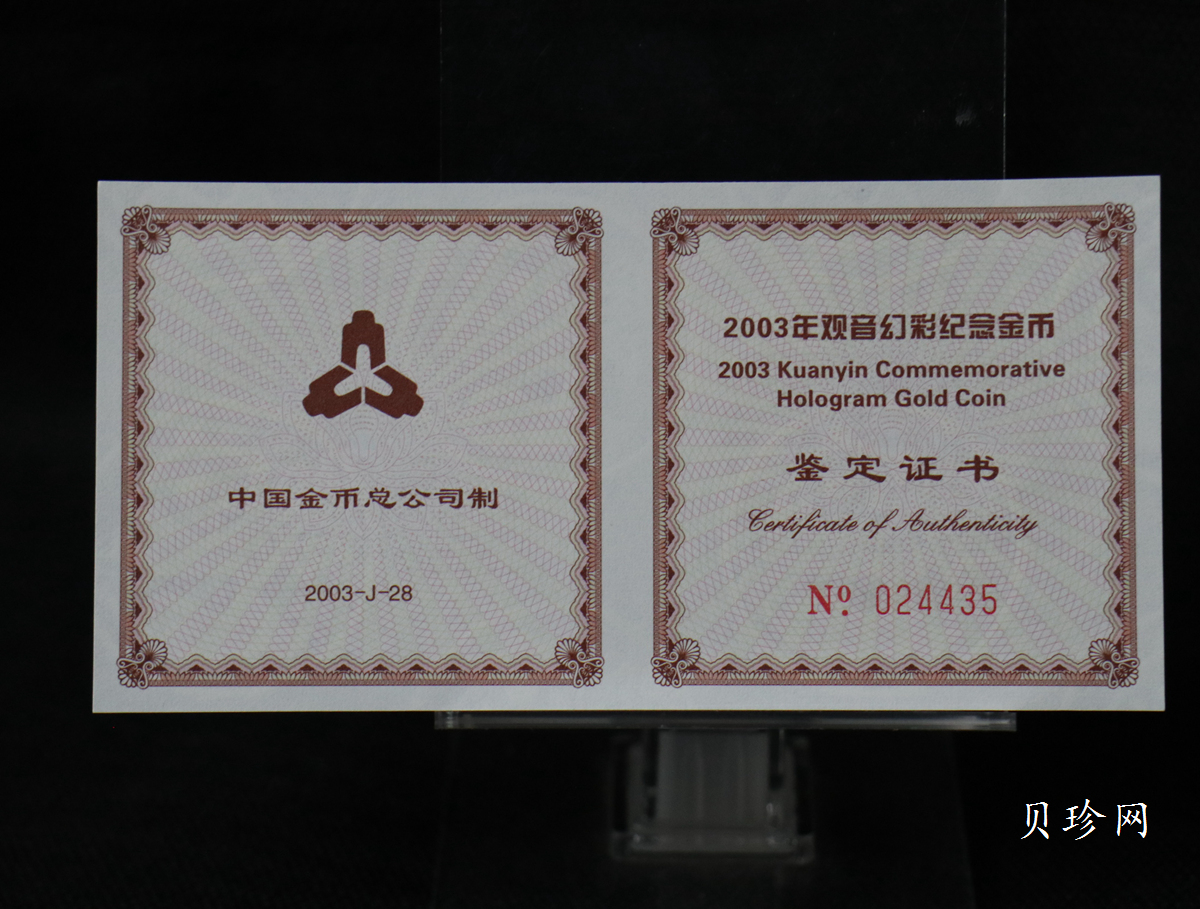 中国金币总公司制
2003-J-28
2003年观音幻彩纪念金币
2003 Kuanyin Commemorative
Hologram Gold Coin
鉴定证书
Certificate of Authenticity
Nº 024435
贝珍网